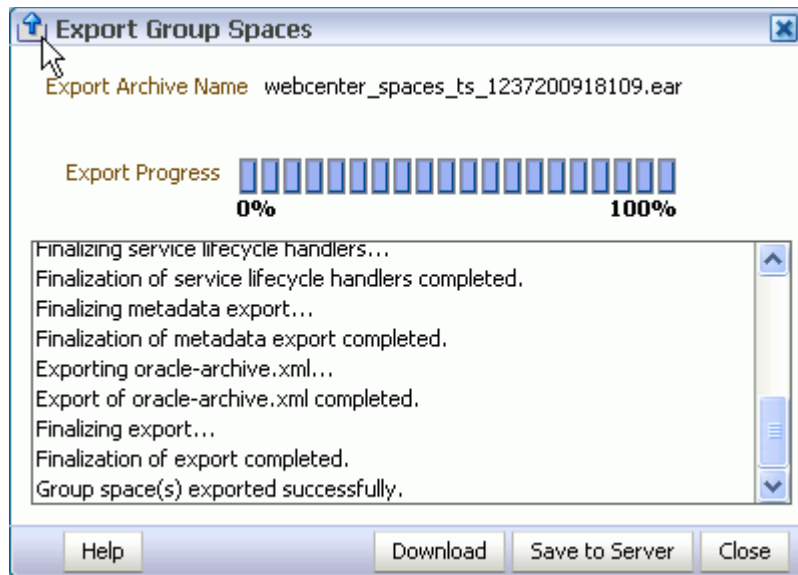 Export Group Spaces
Export Archive Name webcenter_spaces_ts_1237200918109.ear
Export Progress
0% 100%
Finalizing service lifecycle handlers...
Finalization of service lifecycle handlers completed.
Finalizing metadata export...
Finalization of metadata export completed.
Exporting oracle-archive.xml...
Export of oracle-archive.xml completed.
Finalizing export...
Finalization of export completed.
Group space(s) exported successfully.
Help Download Save to Server Close